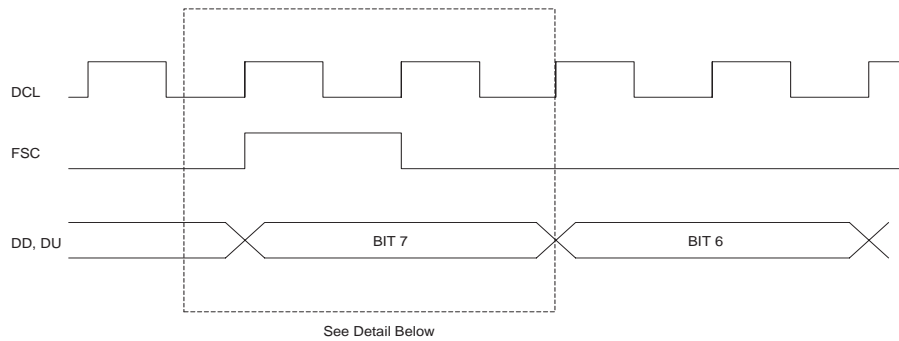 DCL
FSC
DD, DU
BIT 7
BIT 6
See Detail Below